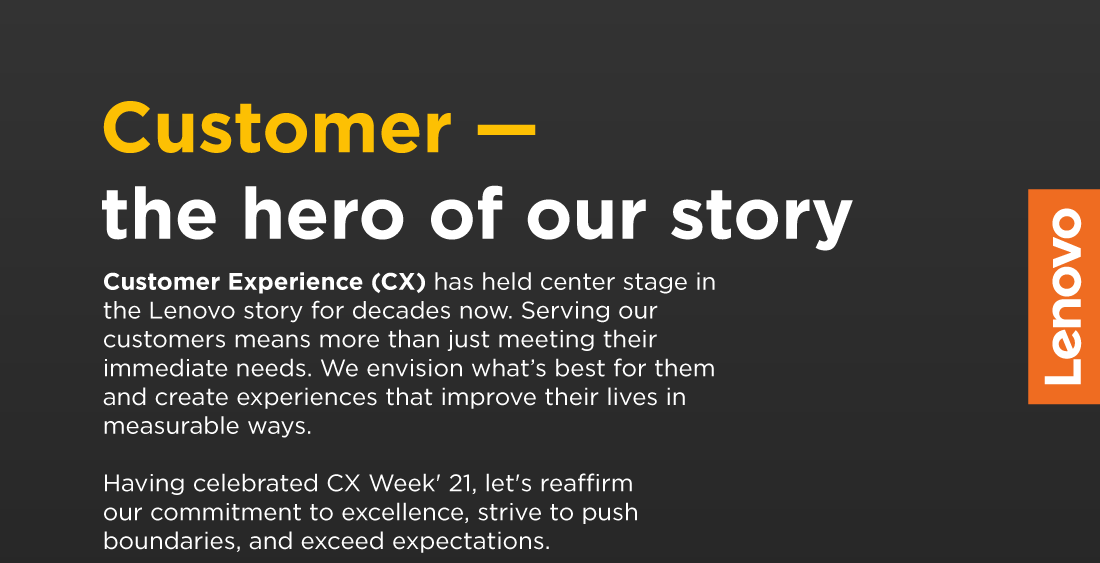 Customer —
the hero of our story
Customer Experience (CX) has held center stage in
the Lenovo story for decades now. Serving our
customers means more than just meeting their
immediate needs. We envision what’s best for them
and create experiences that improve their lives in
measurable ways.
Having celebrated CX Week' 21, let's reaffirm
our commitment to excellence, strive to push
boundaries, and exceed expectations.
Lenovo